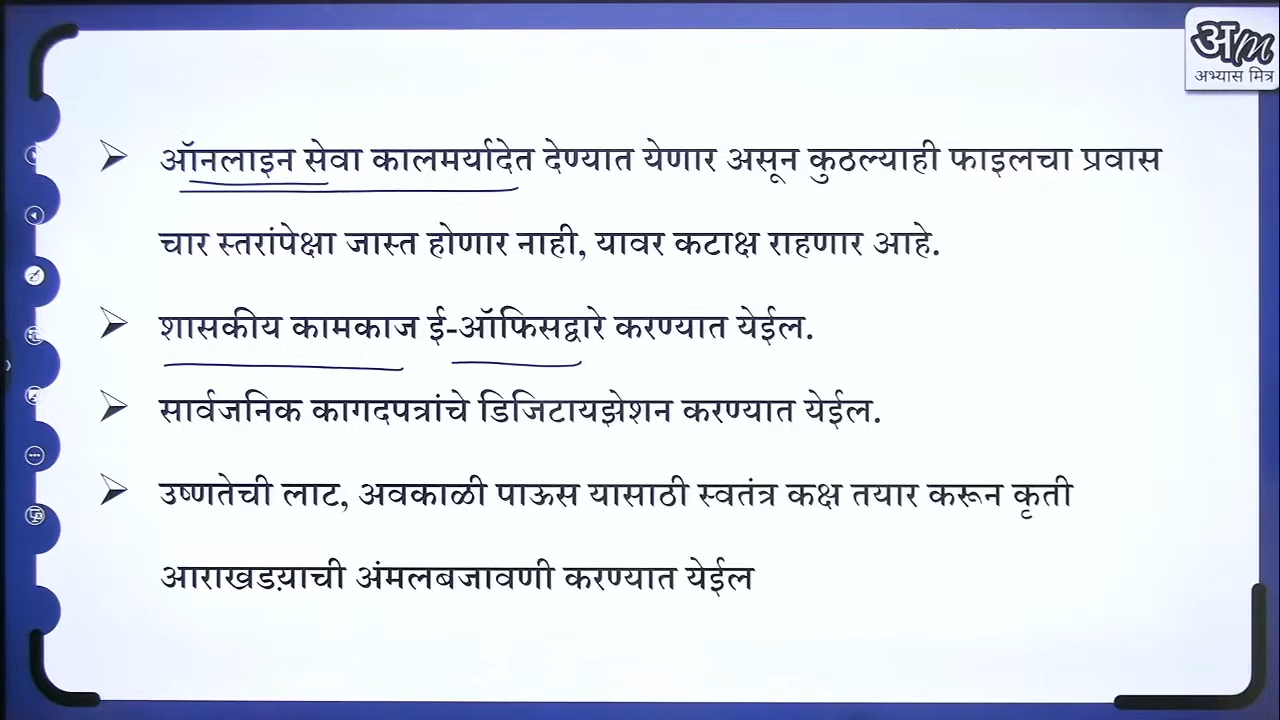 अm
अभ्यास मित्र
ऑनलाइन सेवा कालमर्यादेत देण्यात येणार असून कुठल्याही फाइलचा प्रवास
चार स्तरांपेक्षा जास्त होणार नाही, यावर कटाक्ष राहणार आहे.
शासकीय कामकाज ई-ऑफिसद्वारे करण्यात येईल.
सार्वजनिक कागदपत्रांचे डिजिटायझेशन करण्यात येईल.
उष्णतेची लाट, अवकाळी पाऊस यासाठी स्वतंत्र कक्ष तयार करून कृती
आराखडय़ाची अंमलबजावणी करण्यात येईल